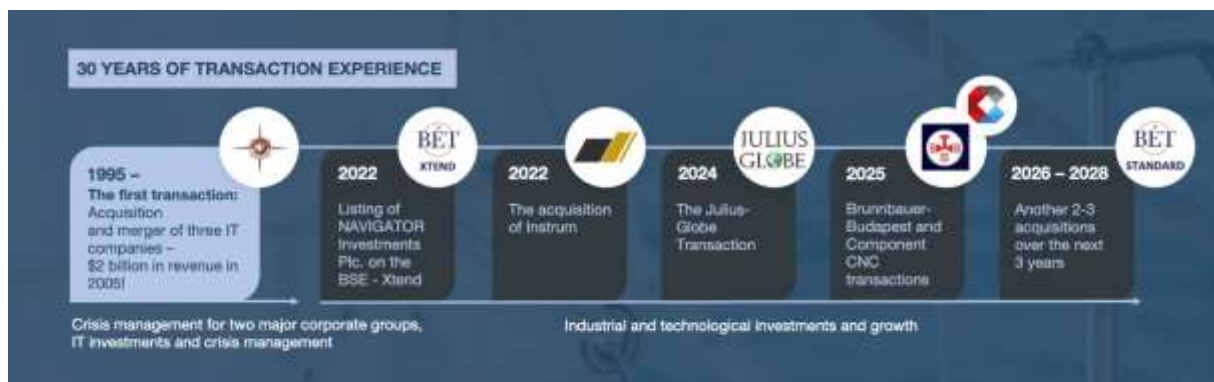 30 YEARS OF TRANSACTION EXPERIENCE
BÉT
XTEND
JULIUS
GLOBE
BÉT
STANDARD
1995 –
The first transaction:
Acquisition
and merger of three IT
companies –
$2 billion in revenue in
2005!
2022
Listing of
NAVIGATOR
Investments
Plc. on the
BSE - Xtend
2022
The acquisition
of Instrum
2024
The Julius-
Globe
Transaction
2025
Brunnbauer-
Budapest and
Component
CNC
transactions
2026 – 2028
Another 2-3
acquisitions
over the next
3 years
Crisis management for two major corporate groups,
IT investments and crisis management
Industrial and technological investments and growth